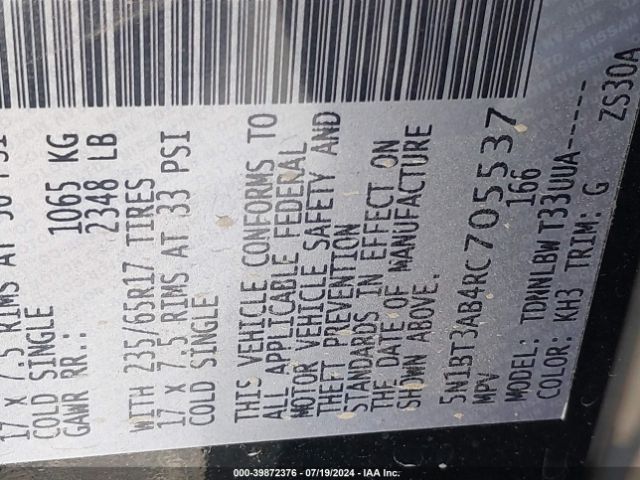 17 X 7.5 RIMS AT
COLD SINGLE
GAWR RR.: 1065 KG
2348 LB
WITH 235/65R17 TIRES
17 X 7.5 RIMS AT 33 PSI
COLD SINGLE
THIS VEHICLE CONFORMS TO
ALL APPLICABLE FEDERAL
MOTOR VEHICLE SAFETY AND
THEFT PREVENTION
STANDARDS IN EFFECT ON
THE DATE OF MANUFACTURE
SHOWN ABOVE.
5N1BT3AB4RC705537
MPV 166
MODEL: TDNNLBW T33UUA-----
COLOR: KH3 TRIM: G ZS30A
000-39872376 - 07/19/2024 - IAA Inc.